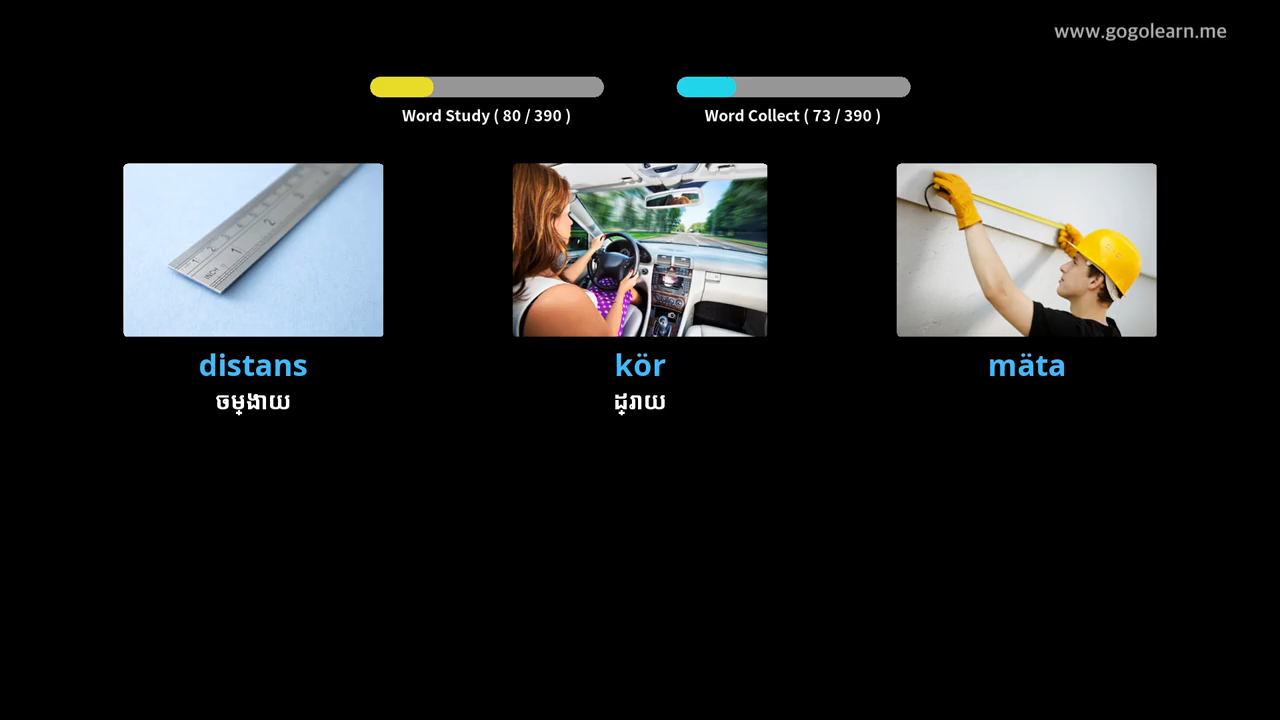 www.gogolearn.me
Word Study ( 80 / 390 )
Word Collect ( 73 / 390 )
distans
ចម្ងាយ
kör
ដ្រាយ
mäta